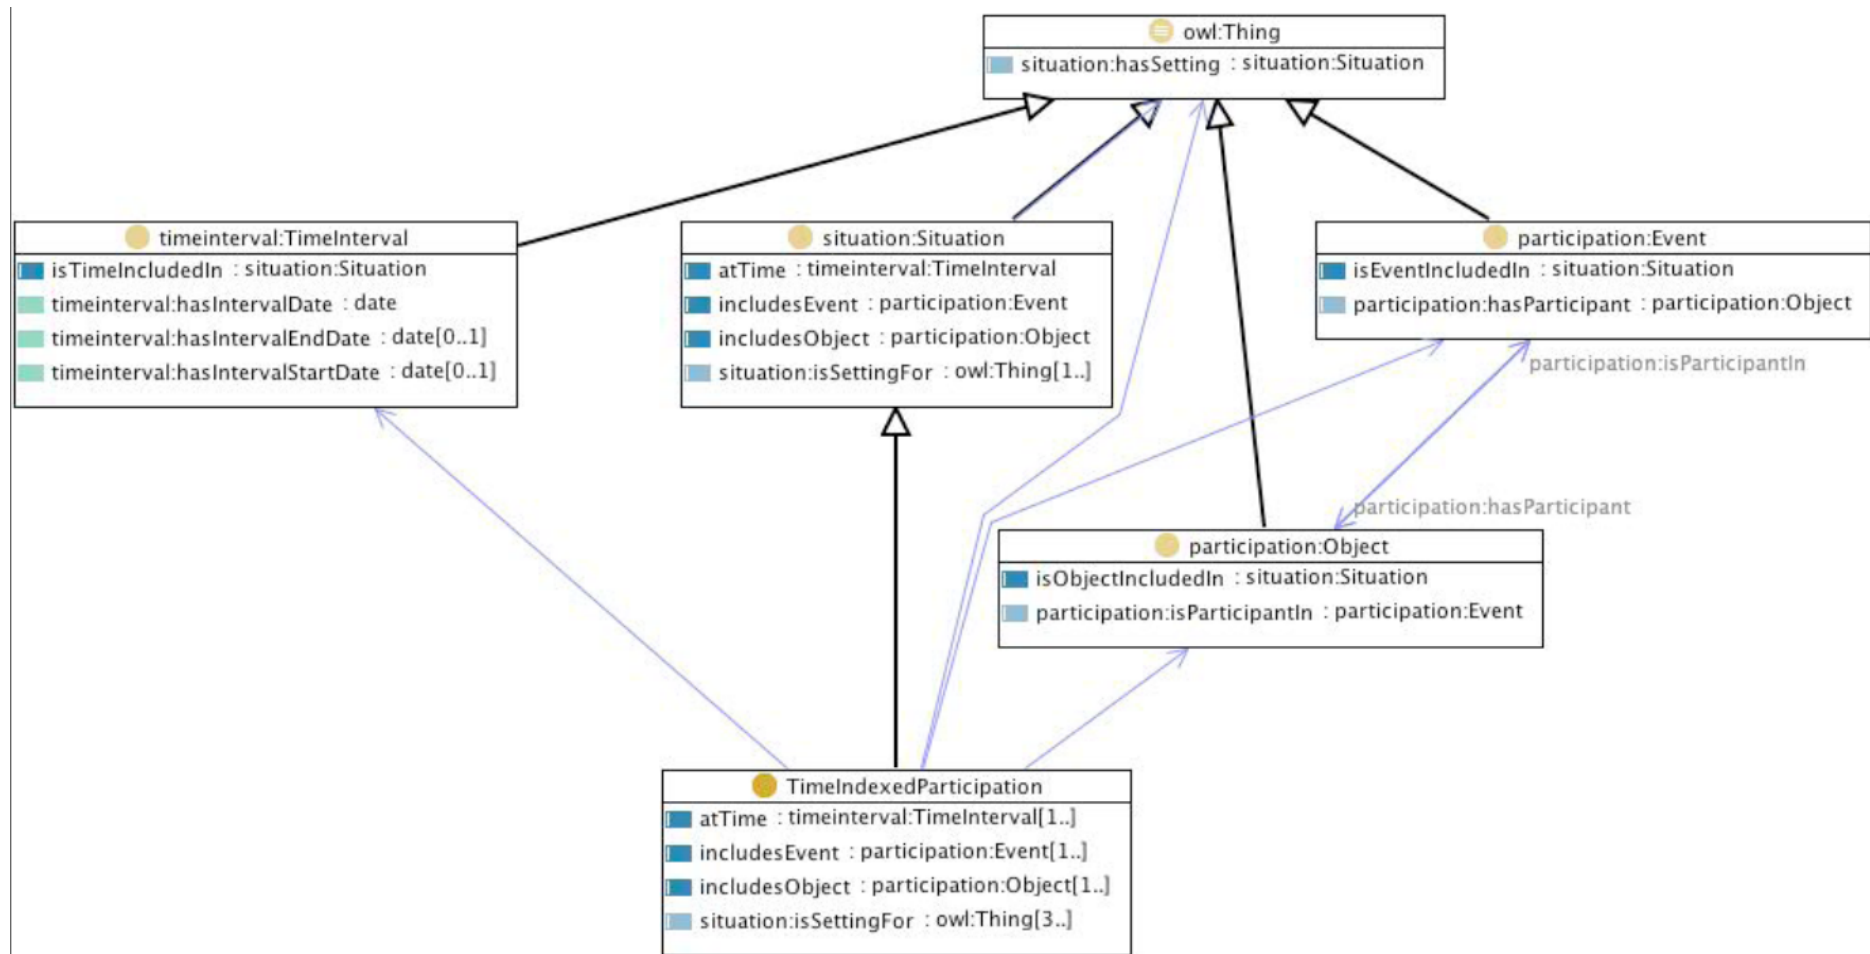 owl:Thing
situation:hasSetting : situation:Situation
timeinterval:TimeInterval
isTimeIncludedIn : situation:Situation
timeinterval:hasIntervalDate : date
timeinterval:hasIntervalEndDate : date[0..1]
timeinterval:hasIntervalStartDate : date[0..1]
situation:Situation
atTime : timeinterval:TimeInterval
includesEvent : participation:Event
includesObject : participation:Object
situation:isSettingFor : owl:Thing[1..]
participation:Event
isEventIncludedIn : situation:Situation
participation:hasParticipant : participation:Object
participation:isParticipantIn
participation:hasParticipant
participation:Object
isObjectIncludedIn : situation:Situation
participation:isParticipantIn : participation:Event
TimeIndexedParticipation
atTime : timeinterval:TimeInterval[1..]
includesEvent : participation:Event[1..]
includesObject : participation:Object[1..]
situation:isSettingFor : owl:Thing[3..]